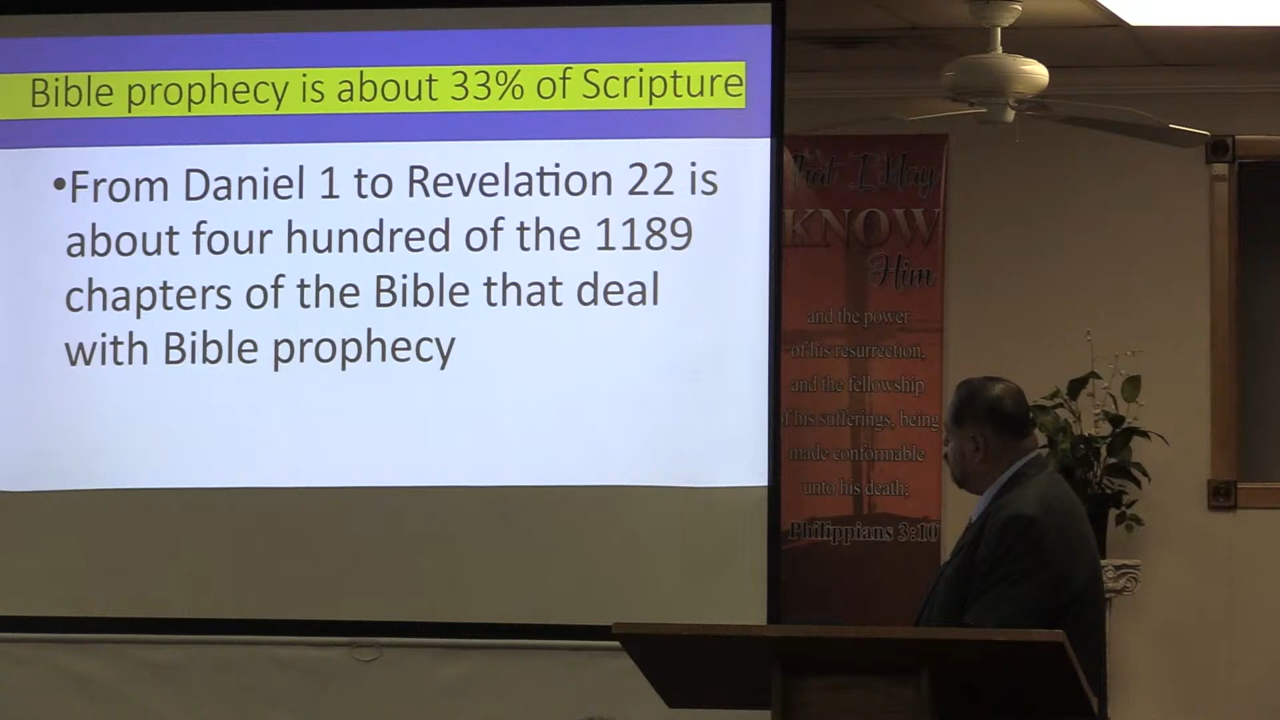 Bible prophecy is about 33% of Scripture
•From Daniel 1 to Revelation 22 is
about four hundred of the 1189
chapters of the Bible that deal
with Bible prophecy
That I May
KNOW
Him
and the power
of his resurrection,
and the fellowship
of his sufferings, being
made conformable
unto his death;
Philippians 3:10